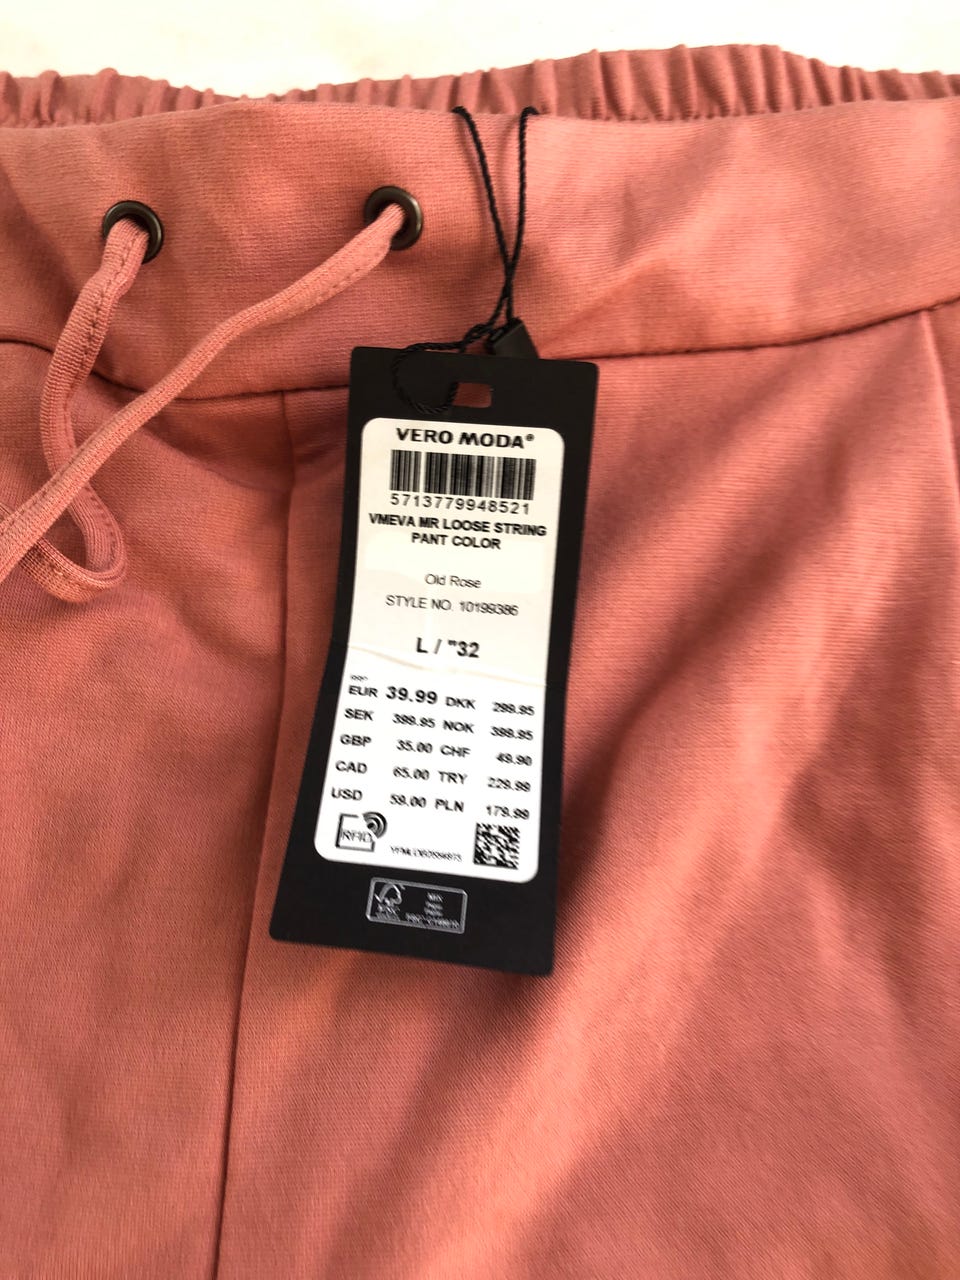 VERO MODA®
5713779948521
VMEVA MR LOOSE STRING
PANT COLOR
Old Rose
STYLE NO. 10199386
L / "32
EUR 39.99 DKK 299.95
SEK 399.95 NOK 399.95
GBP 35.00 CHF 49.90
CAD 65.00 TRY 229.99
USD 59.00 PLN 179.99
RFID
FSC
MIX